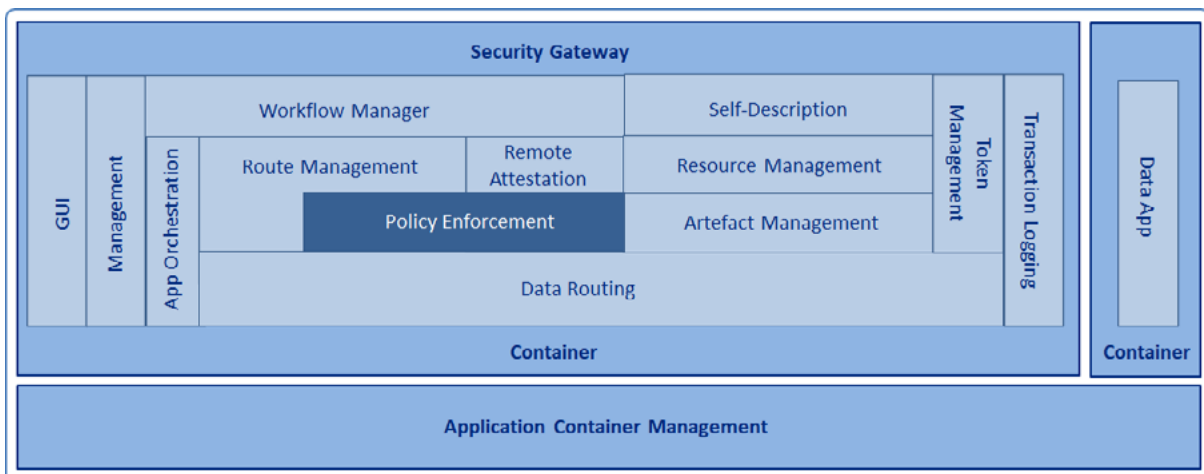 Security Gateway
GUI
Management
Workflow Manager
Self-Description
Token
Management
Transaction Logging
App Orchestration
Route Management
Remote
Attestation
Resource Management
Policy Enforcement
Artefact Management
Data Routing
Container
Data App
Container
Application Container Management